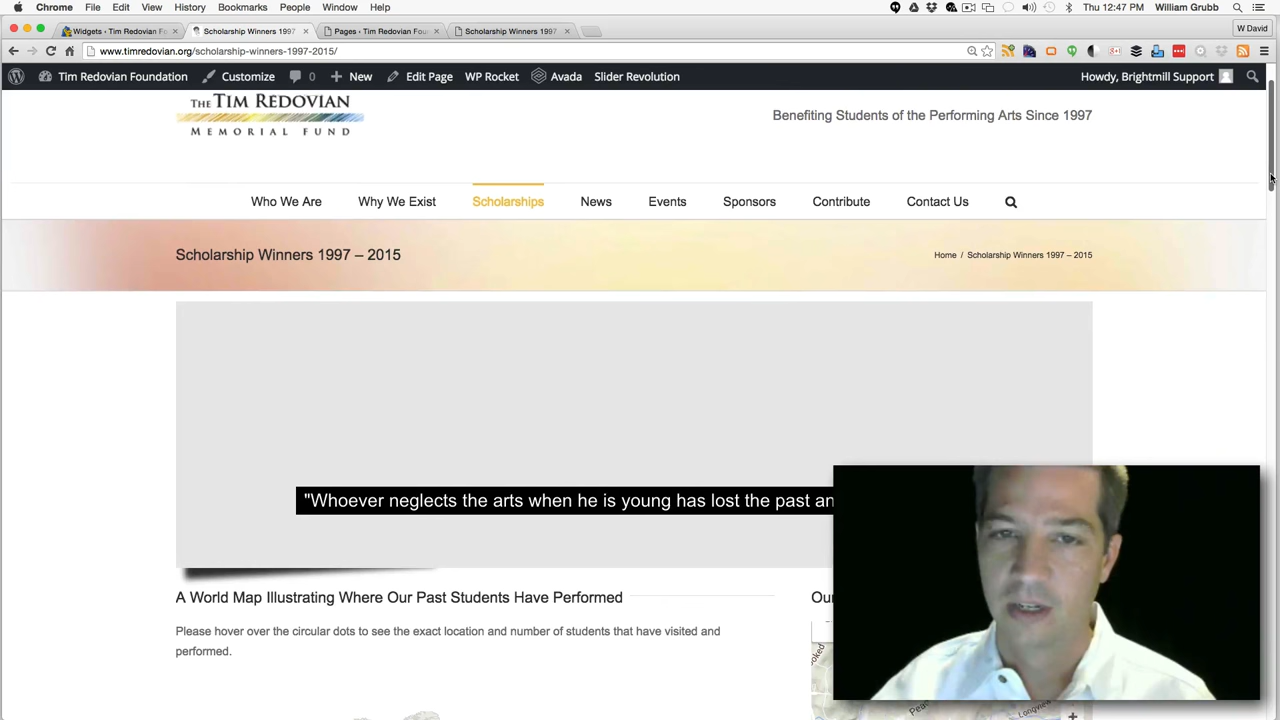 Chrome File Edit View History Bookmarks People Window Help Thu 12:47 PM William Grubb
Widgets ‹ Tim Redovian F Scholarship Winners 1997 Pages ‹ Tim Redovian Fou Scholarship Winners 1997 W David
www.timredovian.org/scholarship-winners-1997-2015/
Tim Redovian Foundation Customize 0 New Edit Page WP Rocket Avada Slider Revolution Howdy, Brightmill Support
THE TIM REDOVIAN
MEMORIAL FUND
Benefiting Students of the Performing Arts Since 1997
Who We Are Why We Exist Scholarships News Events Sponsors Contribute Contact Us
Scholarship Winners 1997 – 2015 Home / Scholarship Winners 1997 – 2015
"Whoever neglects the arts when he is young has lost the past an
A World Map Illustrating Where Our Past Students Have Performed Our
Please hover over the circular dots to see the exact location and number of students that have visited and
performed.